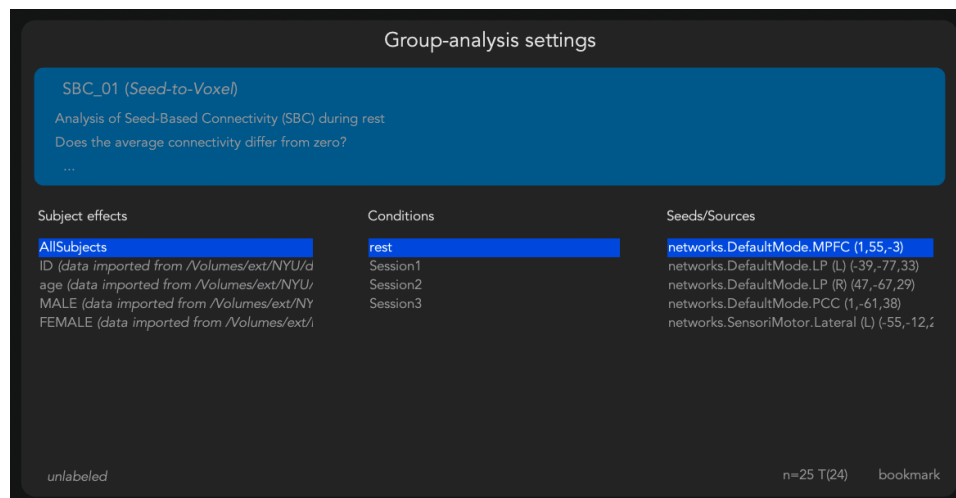 Group-analysis settings
SBC_01 (Seed-to-Voxel)
Analysis of Seed-Based Connectivity (SBC) during rest
Does the average connectivity differ from zero?
...
Subject effects Conditions Seeds/Sources
AllSubjects rest networks.DefaultMode.MPFC (1,55,-3)
ID (data imported from /Volumes/ext/NYU/d Session1 networks.DefaultMode.LP (L) (-39,-77,33)
age (data imported from /Volumes/ext/NYU/ Session2 networks.DefaultMode.LP (R) (47,-67,29)
MALE (data imported from /Volumes/ext/NY Session3 networks.DefaultMode.PCC (1,-61,38)
FEMALE (data imported from /Volumes/ext/ networks.SensoriMotor.Lateral (L) (-55,-12,2
unlabeled n=25 T(24) bookmark